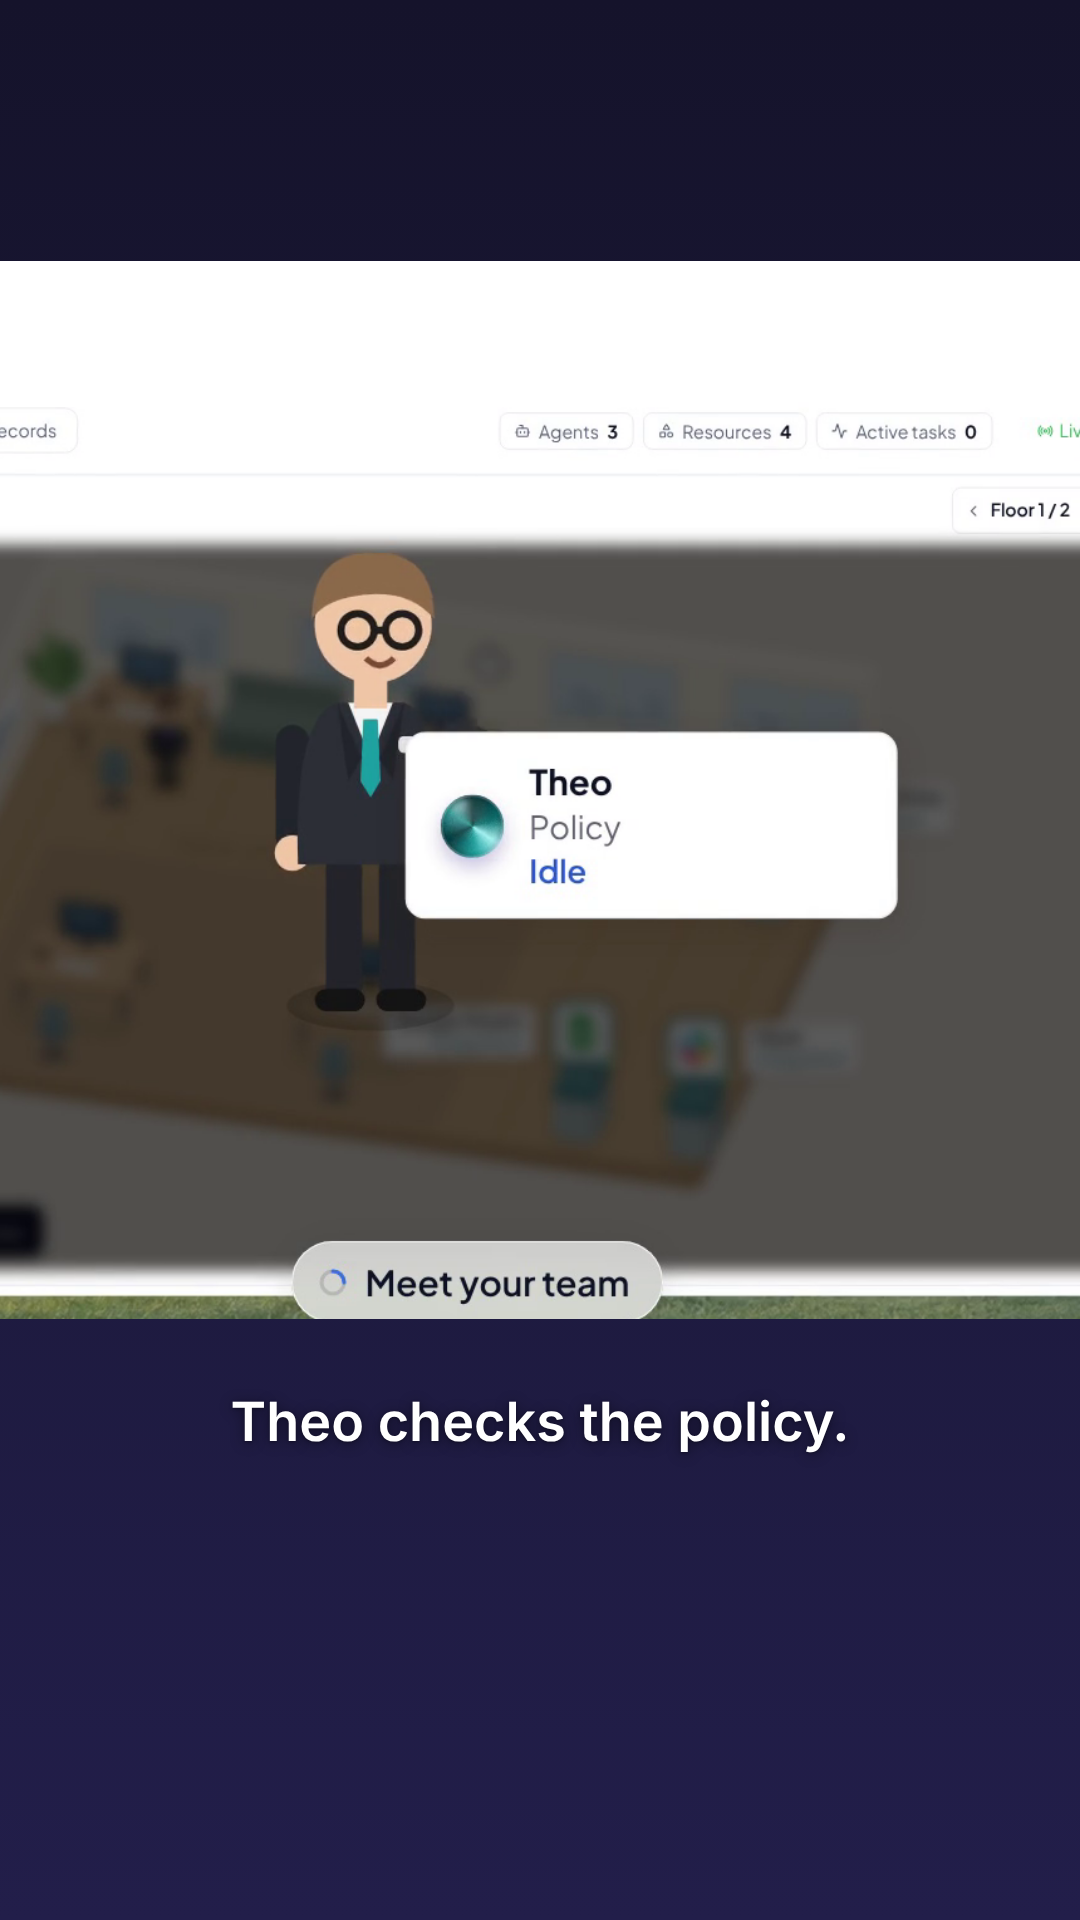 ecords
Agents 3
Resources 4
Active tasks 0
Liv
Floor 1 / 2
Theo
Policy
Idle
Meet your team
Theo checks the policy.